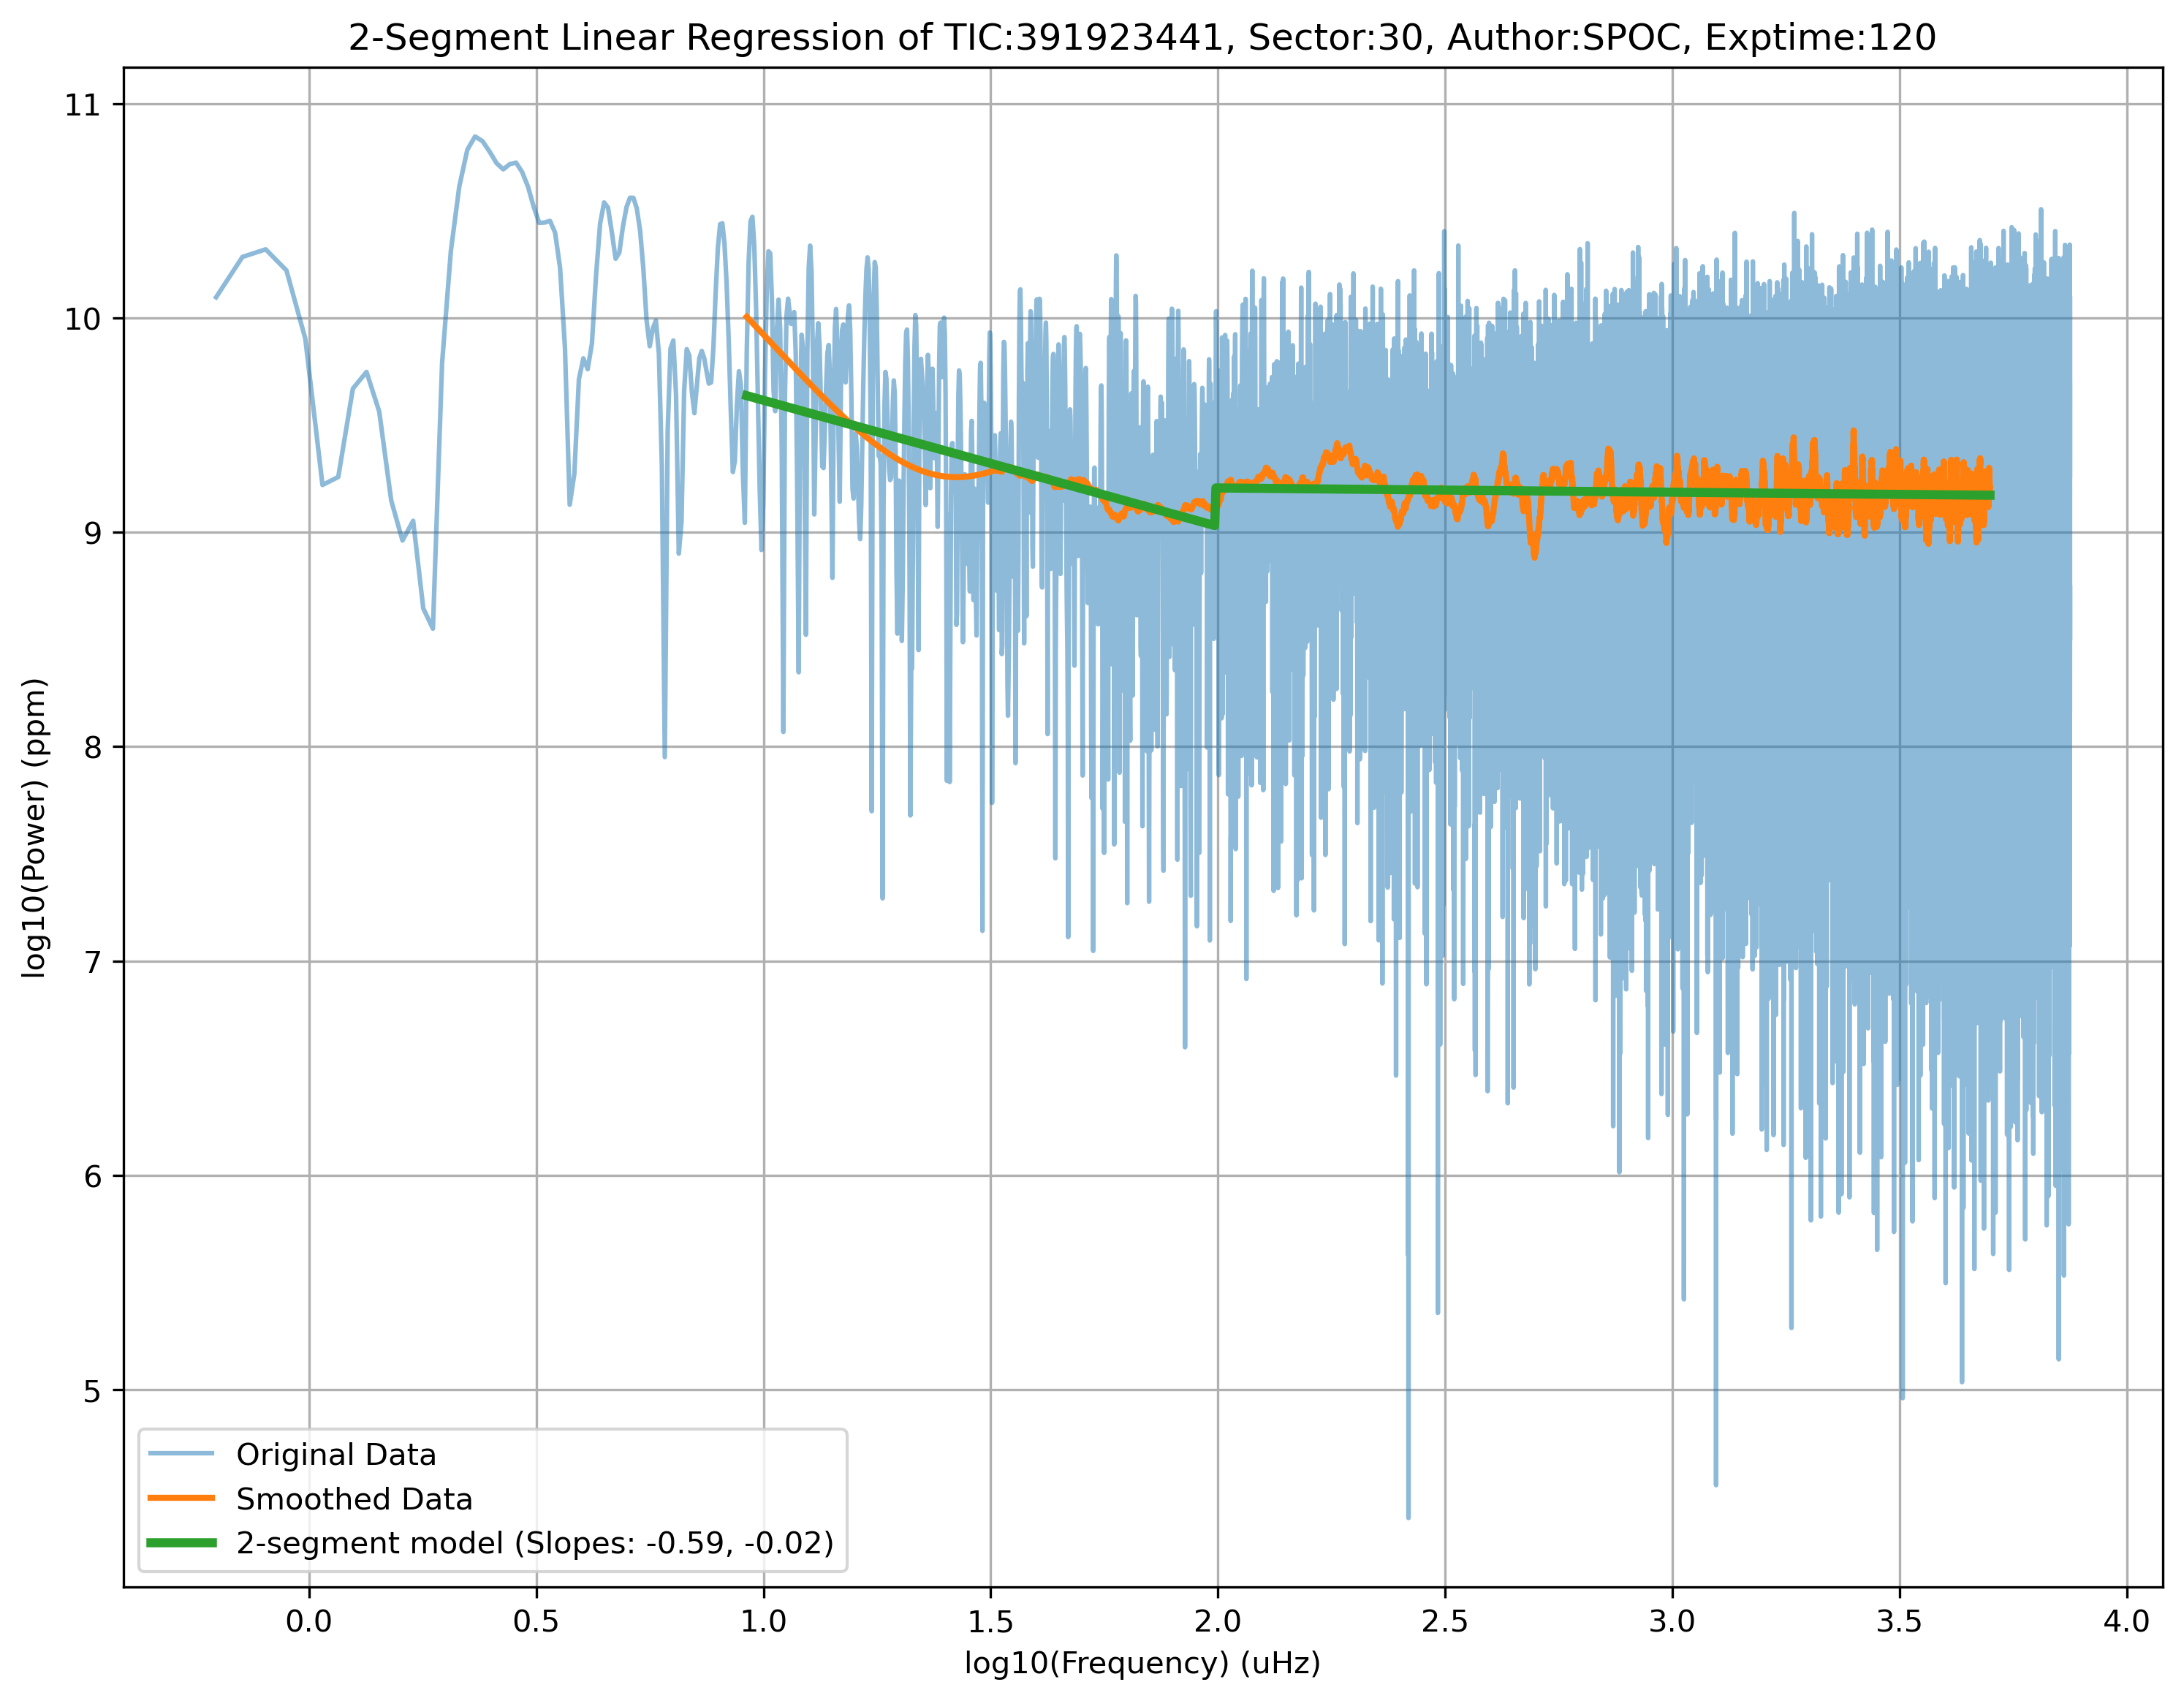 2-Segment Linear Regression of TIC:391923441, Sector:30, Author:SPOC, Exptime:120
11
10
9
8
7
6
5
log10(Power) (ppm)
Original Data
Smoothed Data
2-segment model (Slopes: -0.59, -0.02)
0.0 0.5 1.0 1.5 2.0 2.5 3.0 3.5 4.0
log10(Frequency) (uHz)